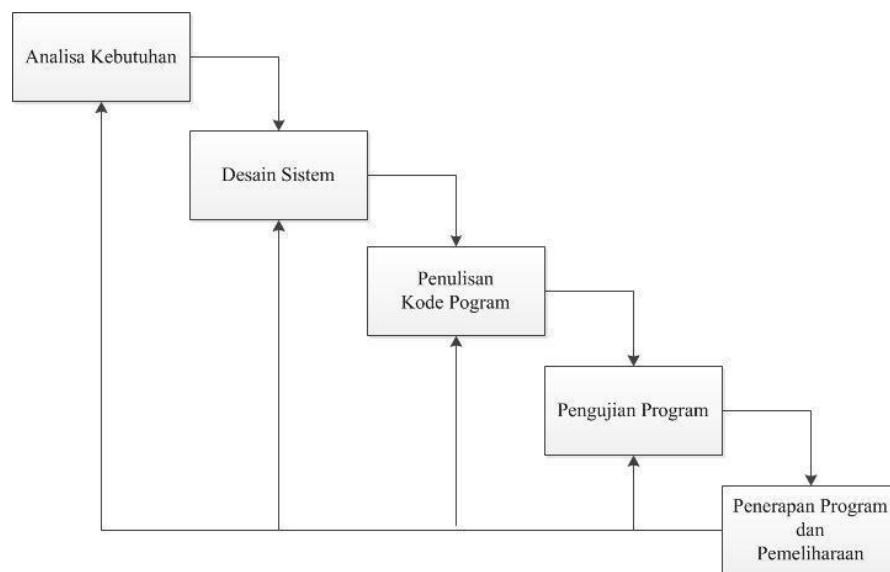 Analisa Kebutuhan
Desain Sistem
Penulisan
Kode Pogram
Pengujian Program
Penerapan Program
dan
Pemeliharaan